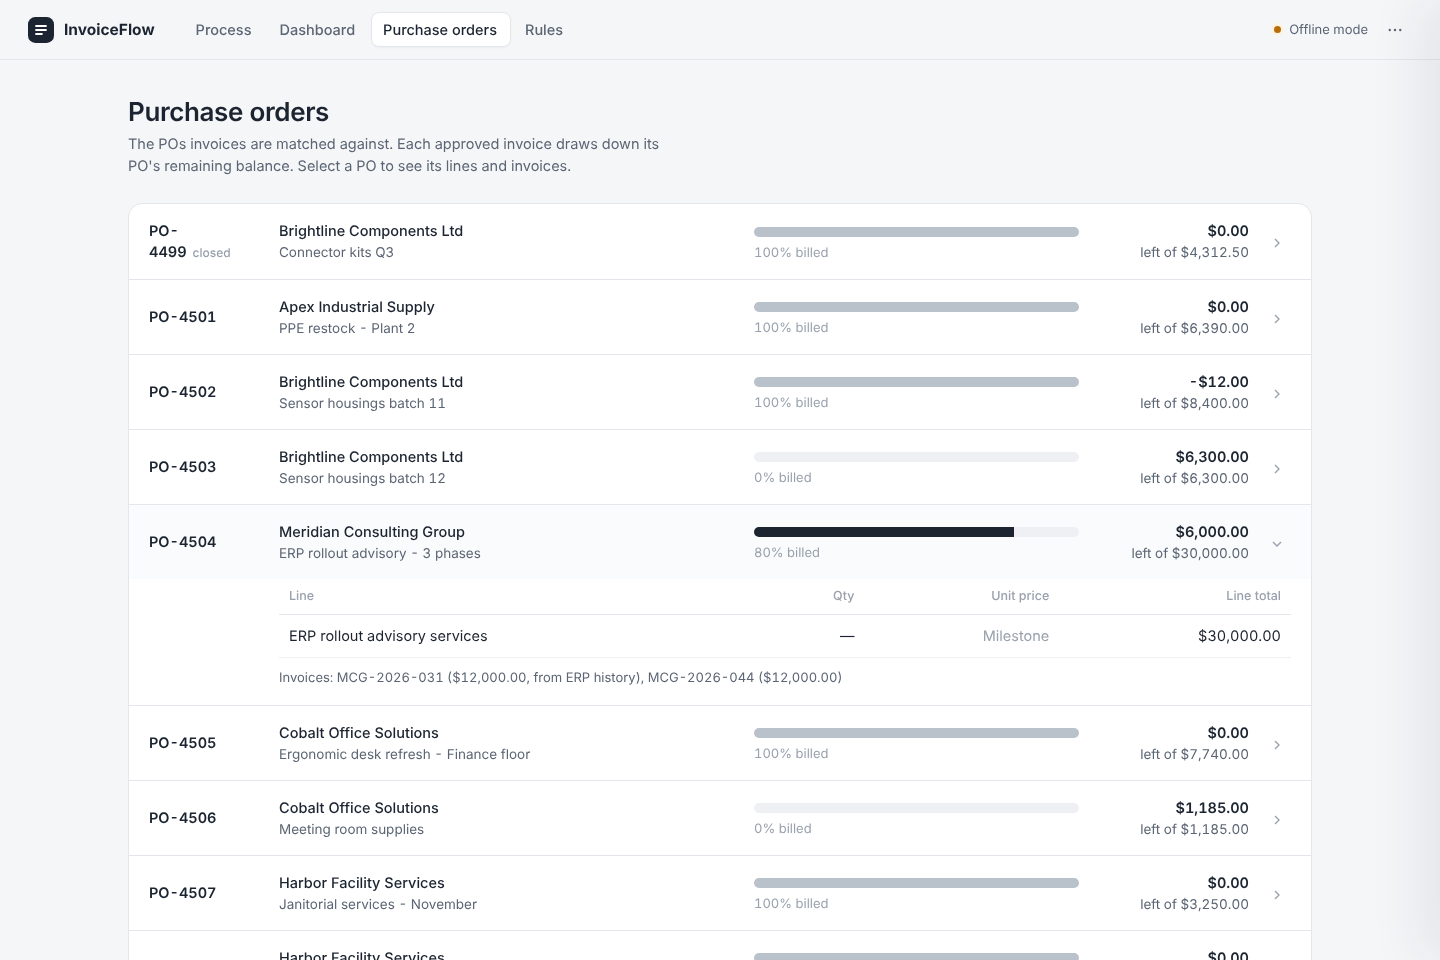 InvoiceFlow Process Dashboard Purchase orders Rules Offline mode ...
Purchase orders
The POs invoices are matched against. Each approved invoice draws down its
PO's remaining balance. Select a PO to see its lines and invoices.
PO-
4499 closed
Brightline Components Ltd
Connector kits Q3
100% billed
$0.00
left of $4,312.50
PO-4501
Apex Industrial Supply
PPE restock - Plant 2
100% billed
$0.00
left of $6,390.00
PO-4502
Brightline Components Ltd
Sensor housings batch 11
100% billed
-$12.00
left of $8,400.00
PO-4503
Brightline Components Ltd
Sensor housings batch 12
0% billed
$6,300.00
left of $6,300.00
PO-4504
Meridian Consulting Group
ERP rollout advisory - 3 phases
80% billed
$6,000.00
left of $30,000.00
Line Qty Unit price Line total
ERP rollout advisory services — Milestone $30,000.00
Invoices: MCG-2026-031 ($12,000.00, from ERP history), MCG-2026-044 ($12,000.00)
PO-4505
Cobalt Office Solutions
Ergonomic desk refresh - Finance floor
100% billed
$0.00
left of $7,740.00
PO-4506
Cobalt Office Solutions
Meeting room supplies
0% billed
$1,185.00
left of $1,185.00
PO-4507
Harbor Facility Services
Janitorial services - November
100% billed
$0.00
left of $3,250.00
Harbor Facility Services
$0.00